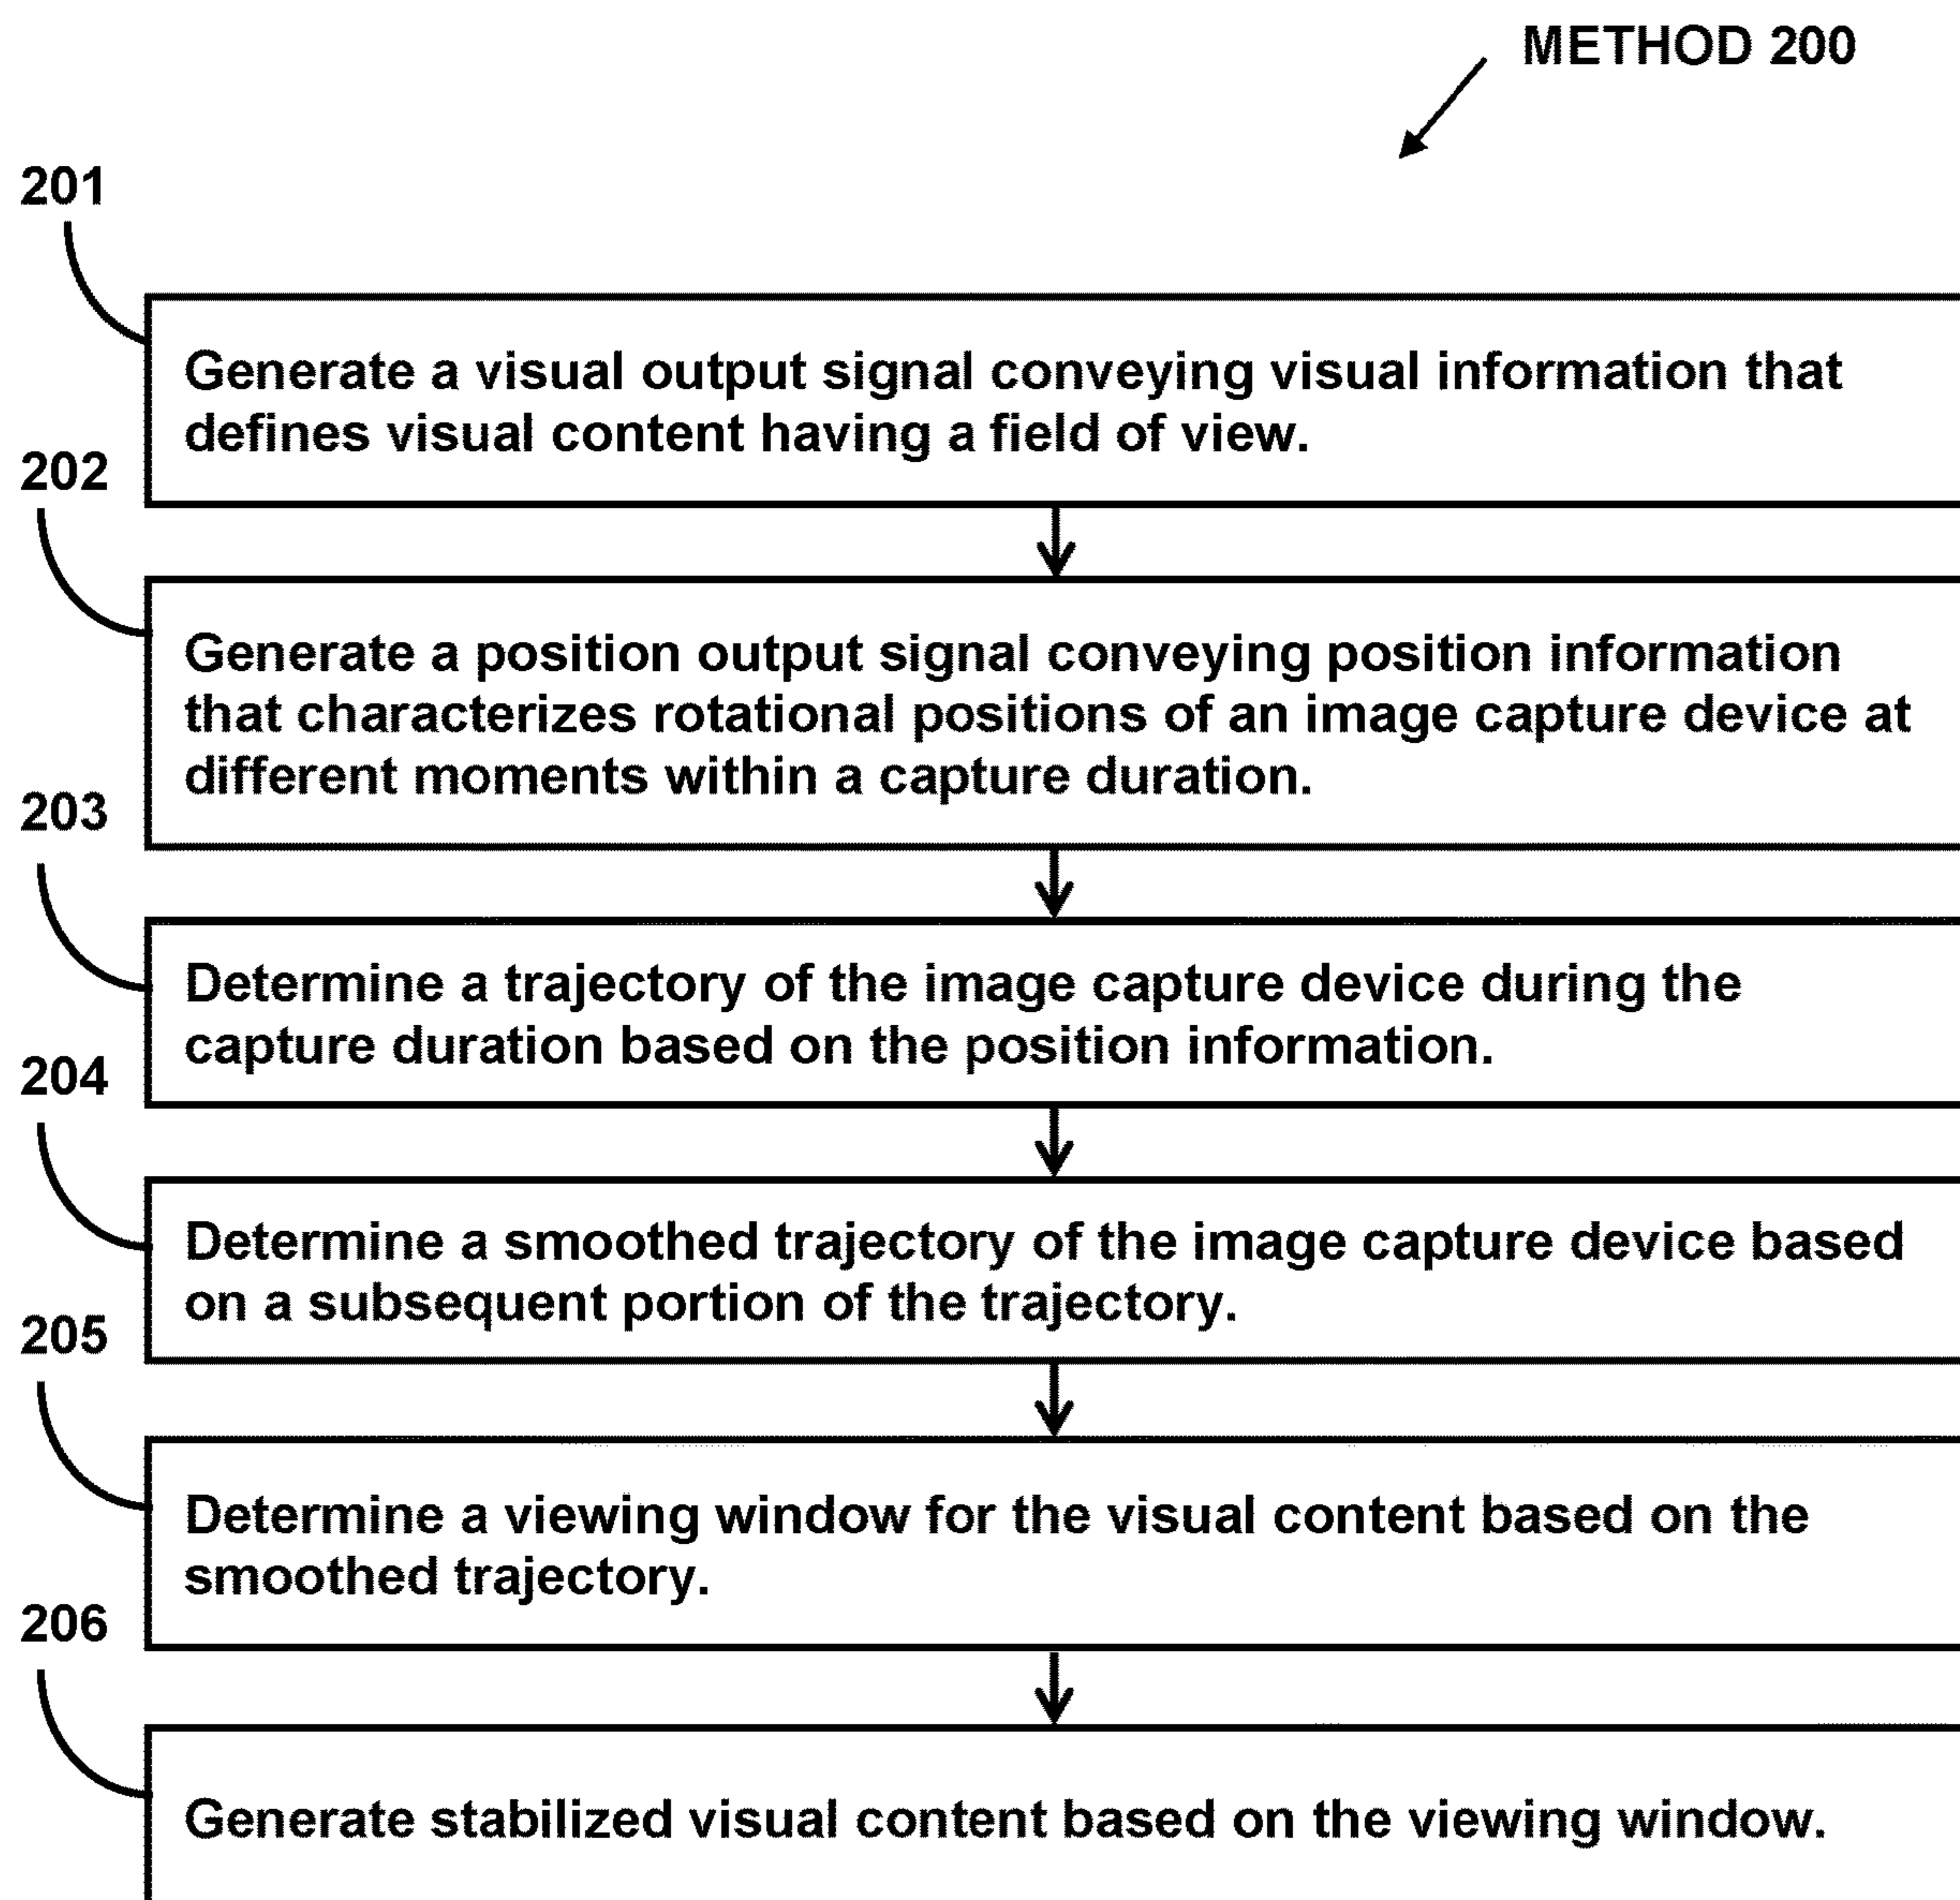 METHOD 200
201
Generate a visual output signal conveying visual information that
defines visual content having a field of view.
202
Generate a position output signal conveying position information
that characterizes rotational positions of an image capture device at
different moments within a capture duration.
203
Determine a trajectory of the image capture device during the
capture duration based on the position information.
204
Determine a smoothed trajectory of the image capture device based
on a subsequent portion of the trajectory.
205
Determine a viewing window for the visual content based on the
smoothed trajectory.
206
Generate stabilized visual content based on the viewing window.